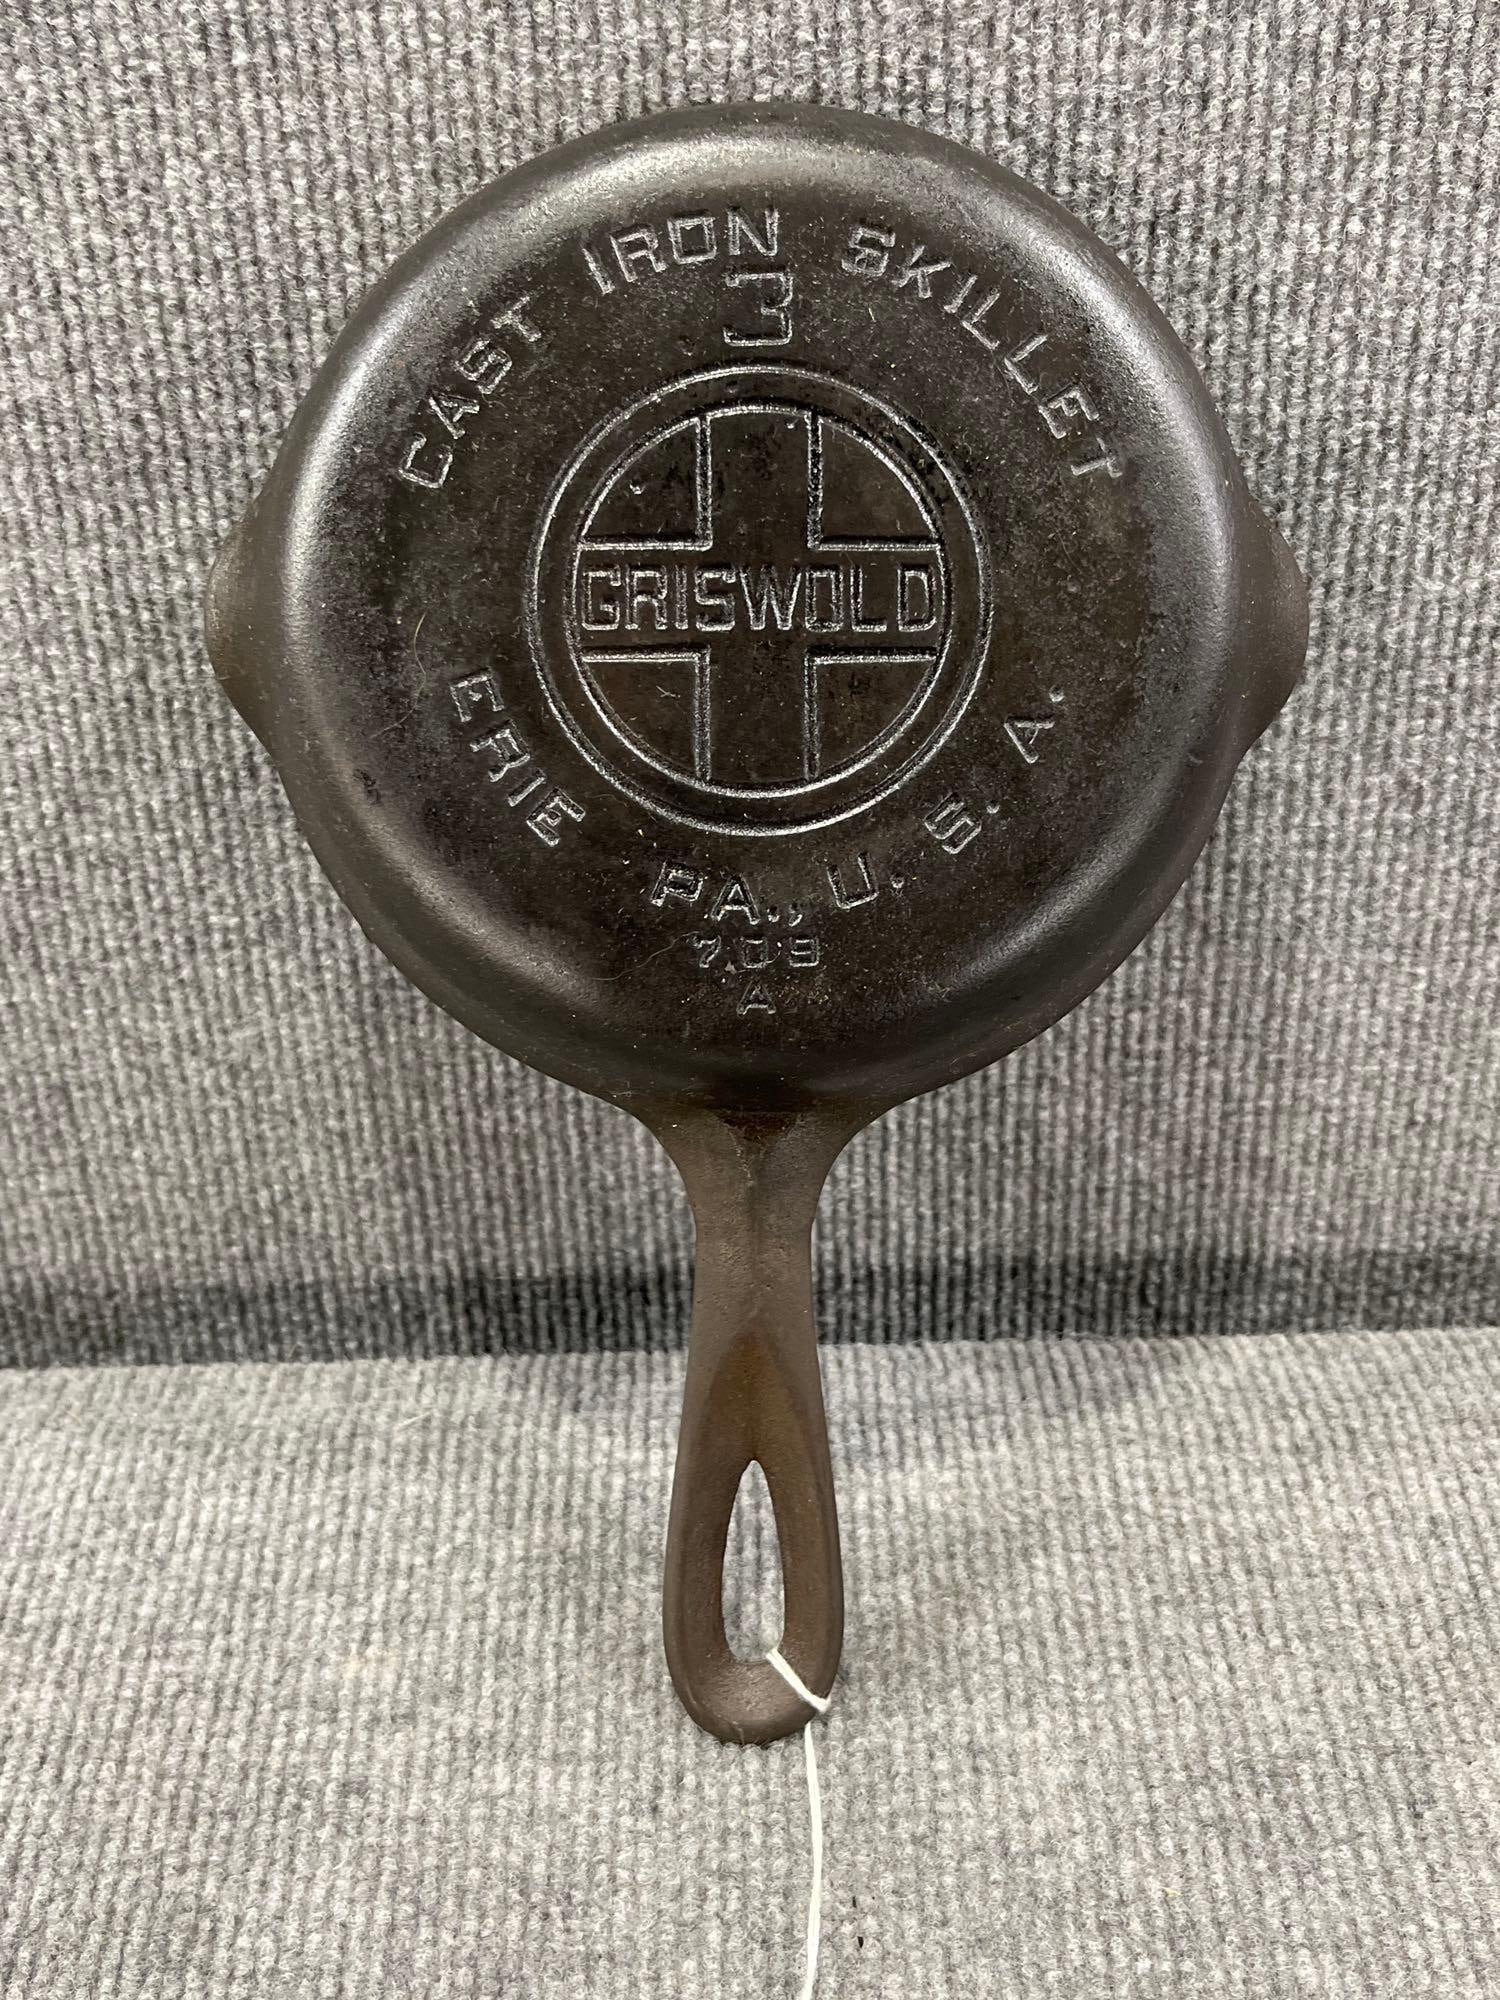 CAST IRON SKILLET
3
GRISWOLD
ERIE PA., U.S.A.
709
A